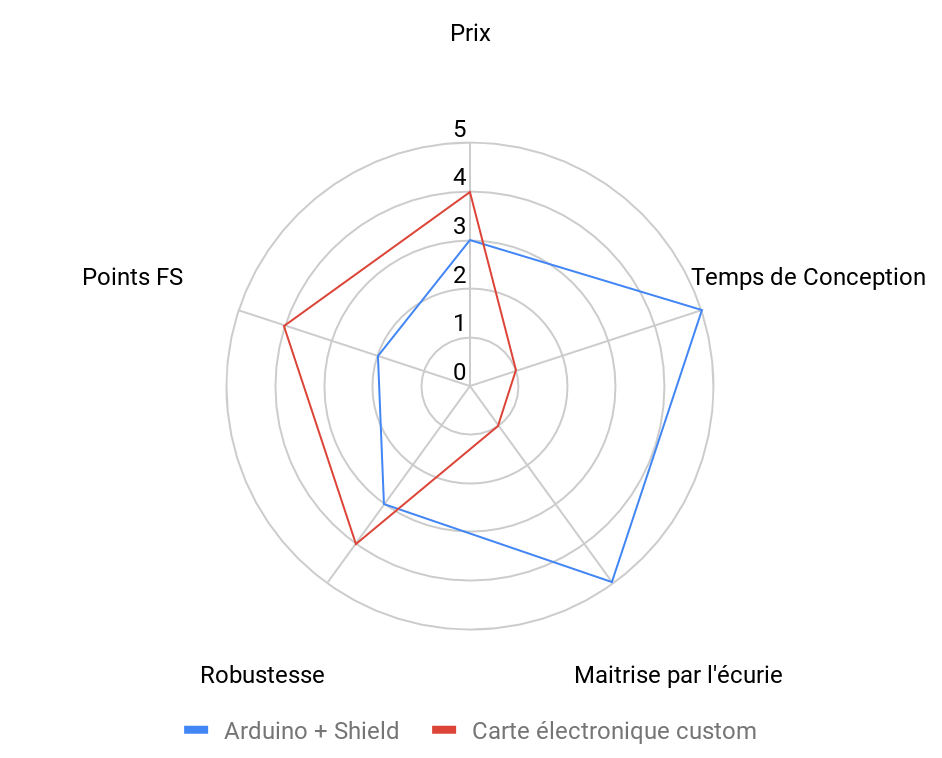 Prix
5
4
3
2
1
0
Points FS
Temps de Conception
Robustesse
Maitrise par l'écurie
Arduino + Shield
Carte électronique custom